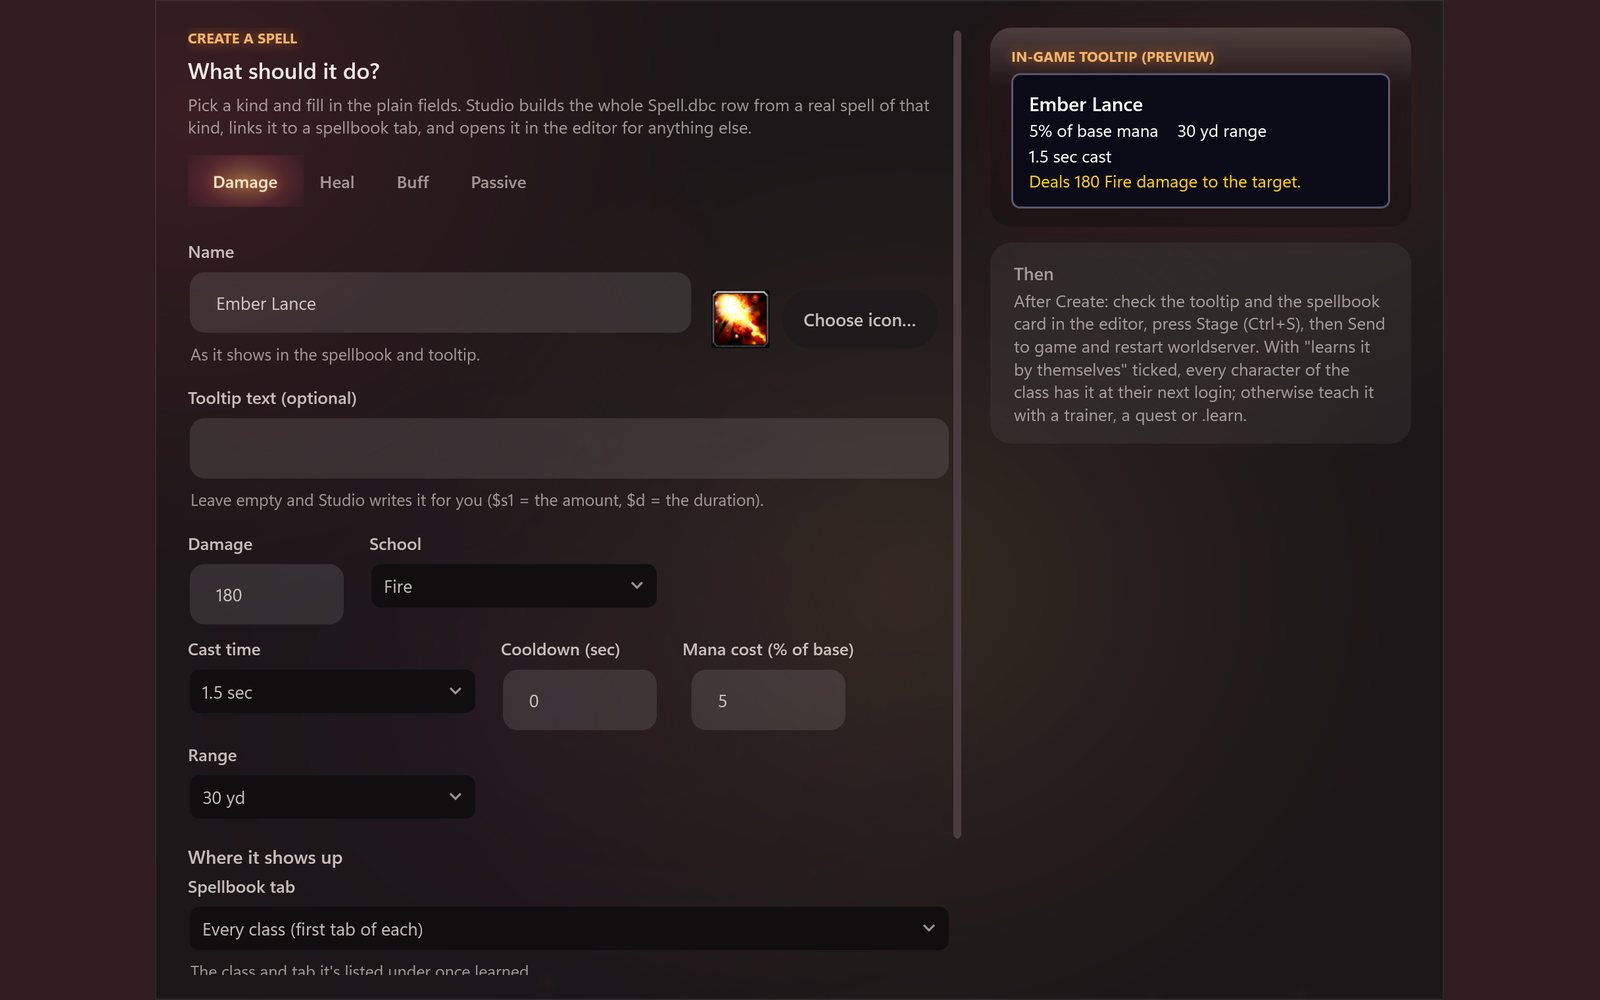 CREATE A SPELL
What should it do?
Pick a kind and fill in the plain fields. Studio builds the whole Spell.dbc row from a real spell of that
kind, links it to a spellbook tab, and opens it in the editor for anything else.
Damage
Heal
Buff
Passive
Name
Ember Lance
Choose icon...
As it shows in the spellbook and tooltip.
Tooltip text (optional)
Leave empty and Studio writes it for you ($s1 = the amount, $d = the duration).
Damage
School
180
Fire
Cast time
Cooldown (sec)
Mana cost (% of base)
1.5 sec
0
5
Range
30 yd
Where it shows up
Spellbook tab
Every class (first tab of each)
The class and tab it's listed under once learned
IN-GAME TOOLTIP (PREVIEW)
Ember Lance
5% of base mana 30 yd range
1.5 sec cast
Deals 180 Fire damage to the target.
Then
After Create: check the tooltip and the spellbook
card in the editor, press Stage (Ctrl+S), then Send
to game and restart worldserver. With "learns it
by themselves" ticked, every character of the
class has it at their next login; otherwise teach it
with a trainer, a quest or .learn.